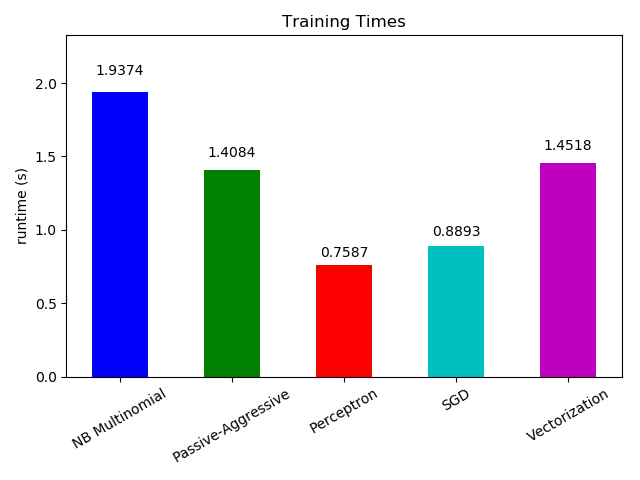 Training Times
runtime (s)
2.0
1.5
1.0
0.5
0.0
1.9374
1.4084
0.7587
0.8893
1.4518
NB Multinomial
Passive-Aggressive
Perceptron
SGD
Vectorization